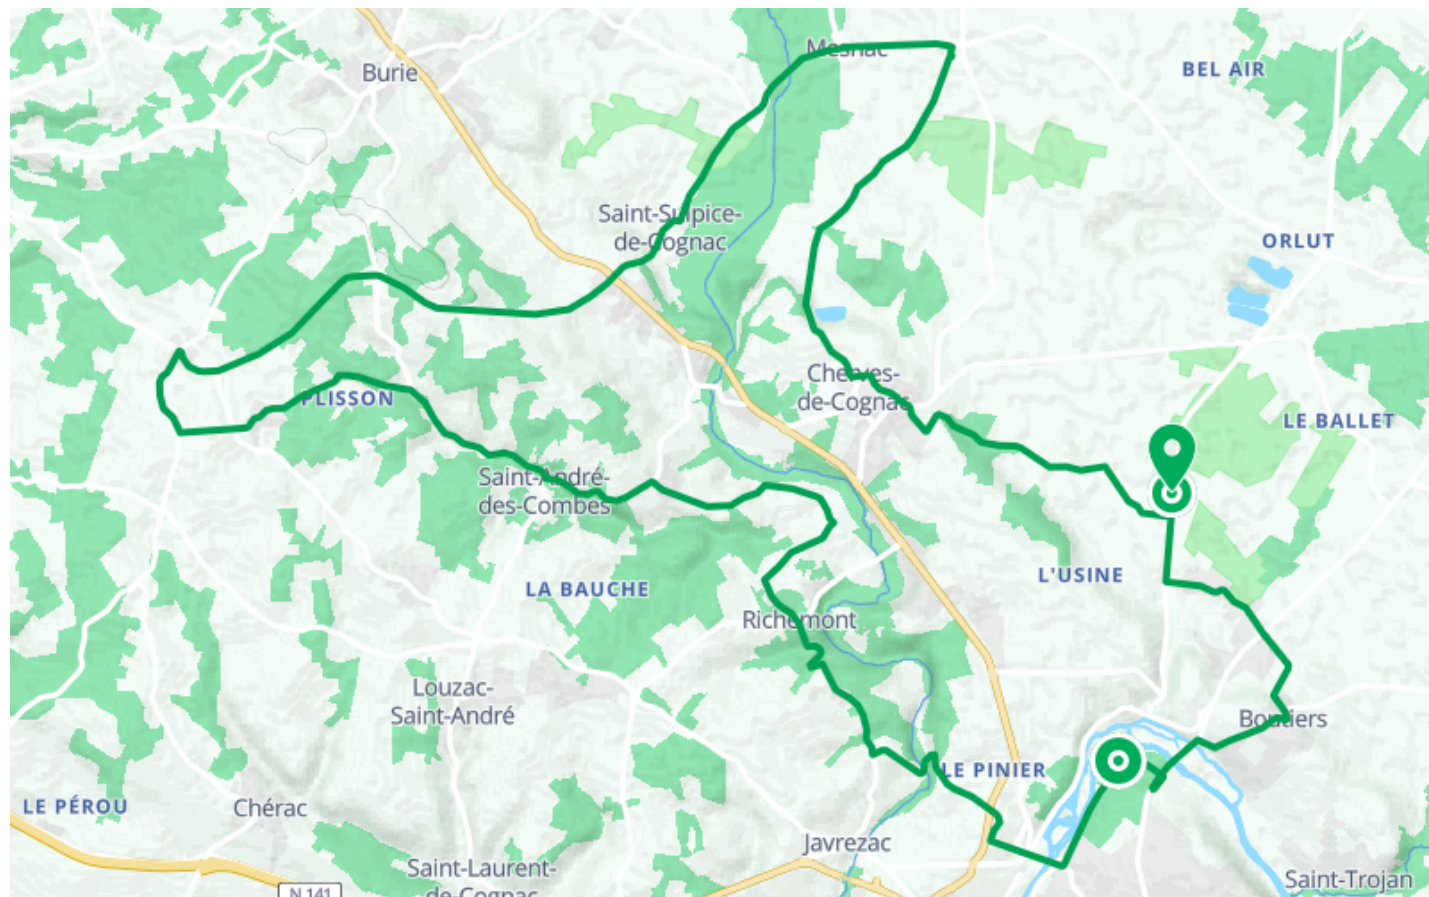 Mesnac
BEL AIR
Burie
Saint-Sulpice-
de-Cognac
ORLUT
Cherves-
de-Cognac
PLISSON
LE BALLET
Saint-André-
des-Combes
L'USINE
LA BAUCHE
Richemont
Louzac-
Saint-André
Boutiers
LE PINIER
LE PÉROU
Chérac
Javrezac
Saint-Laurent-
de-Cognac
Saint-Trojan
N 141